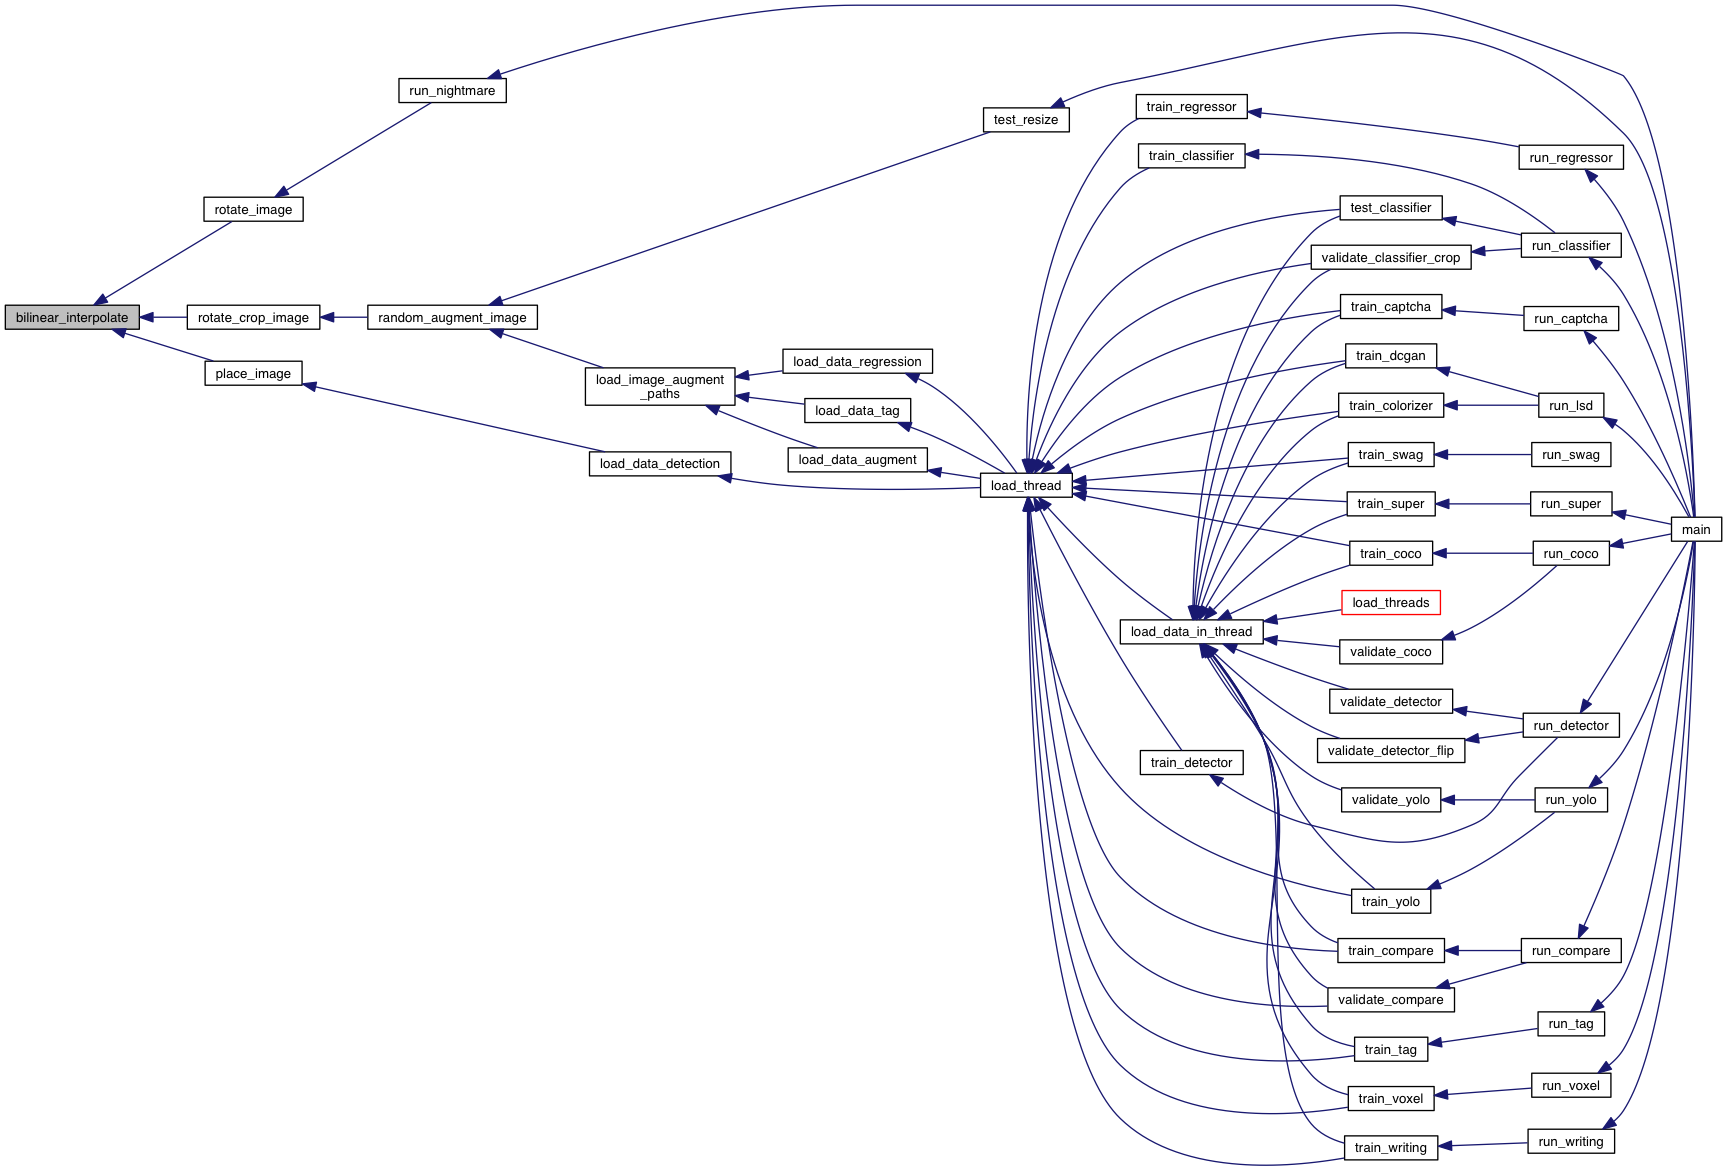 bilinear_interpolate
rotate_image
rotate_crop_image
place_image
run_nightmare
random_augment_image
load_image_augment
_paths
load_data_detection
load_data_regression
load_data_tag
load_data_augment
test_resize
load_thread
train_regressor
train_classifier
load_data_in_thread
train_detector
test_classifier
validate_classifier_crop
train_captcha
train_dcgan
train_colorizer
train_swag
train_super
train_coco
load_threads
validate_coco
validate_detector
validate_detector_flip
validate_yolo
train_yolo
train_compare
validate_compare
train_tag
train_voxel
train_writing
run_regressor
run_classifier
run_captcha
run_lsd
run_swag
run_super
run_coco
run_detector
run_yolo
run_compare
run_tag
run_voxel
run_writing
main